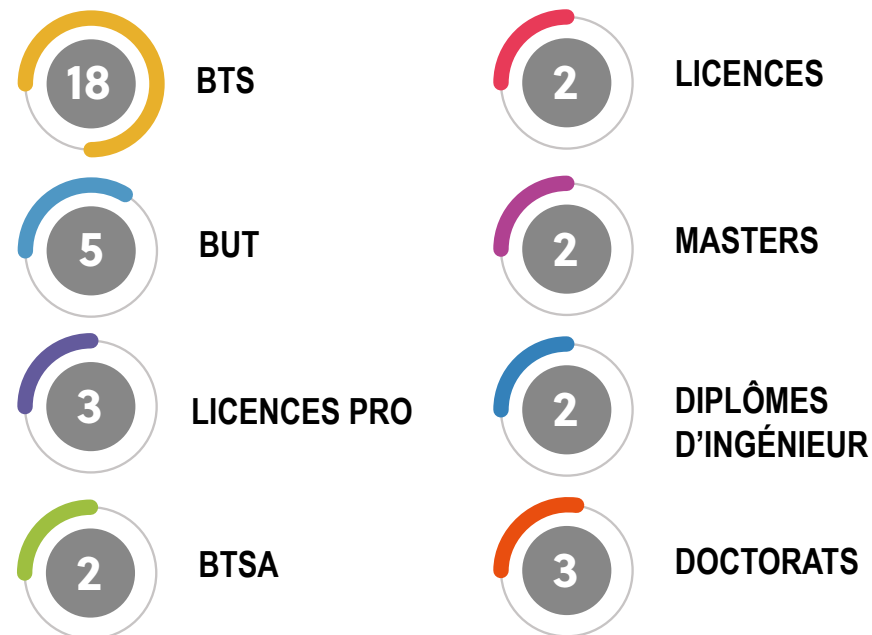 18 BTS
5 BUT
3 LICENCES PRO
2 BTSA
2 LICENCES
2 MASTERS
2 DIPLÔMES
D'INGÉNIEUR
3 DOCTORATS